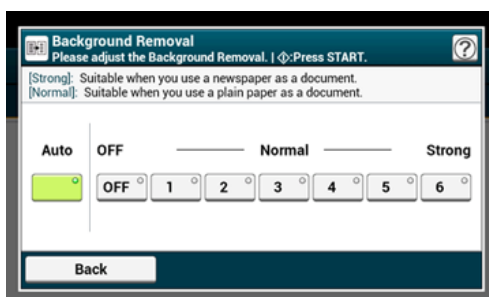 Background Removal
Please adjust the Background Removal. | :Press START.
[Strong]: Suitable when you use a newspaper as a document.
[Normal]: Suitable when you use a plain paper as a document.
Auto OFF Normal Strong
OFF 1 2 3 4 5 6
Back